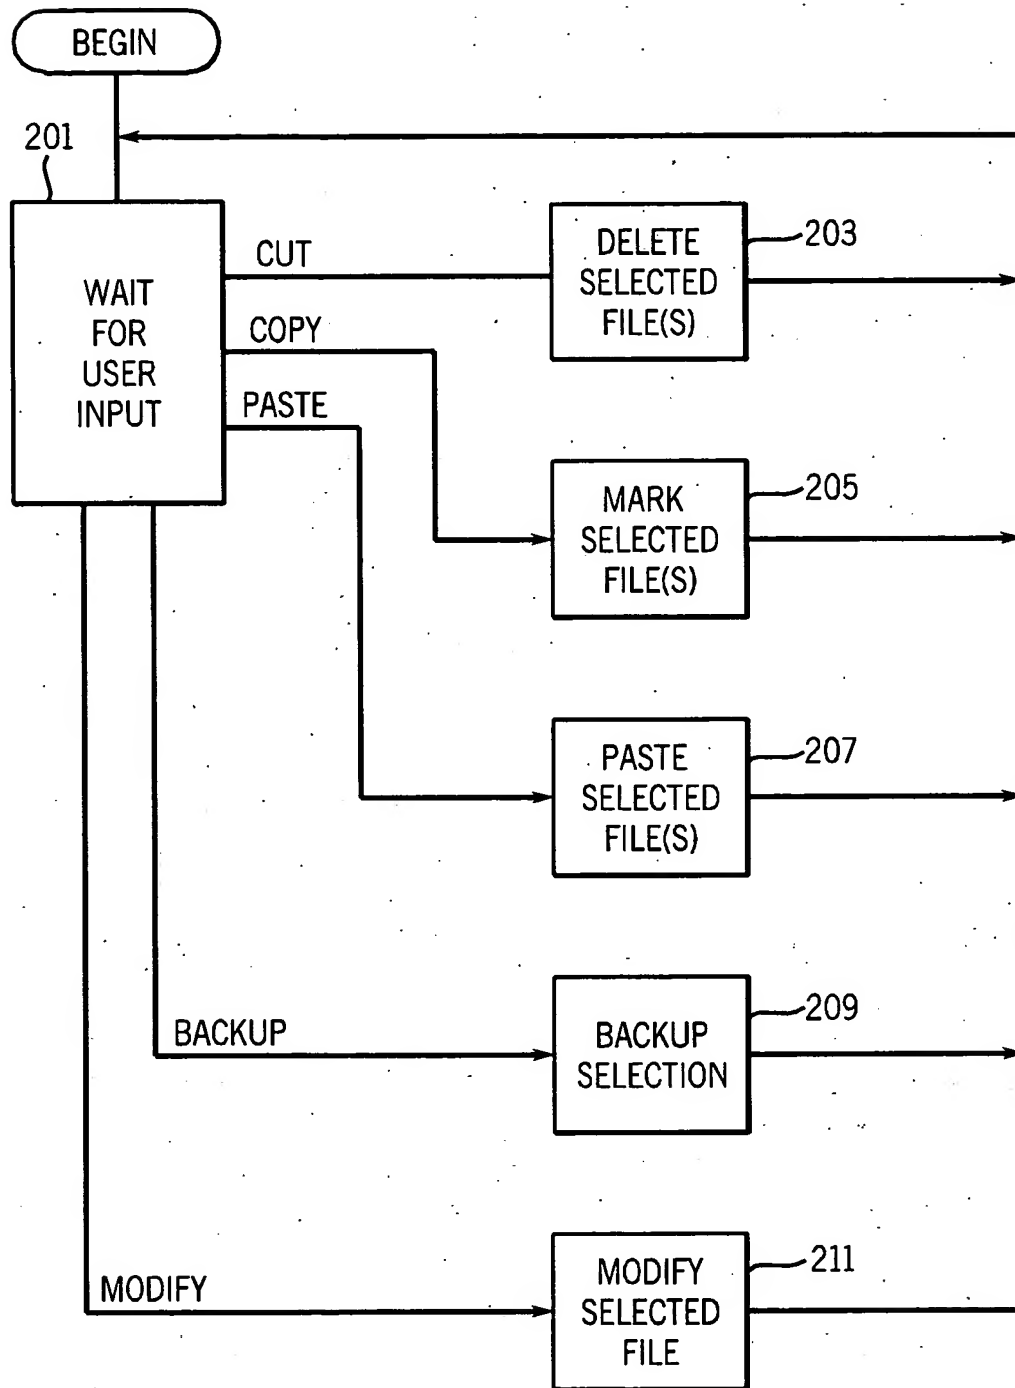 BEGIN
201
WAIT
FOR
USER
INPUT
CUT
COPY
PASTE
DELETE
SELECTED
FILE(S)
203
MARK
SELECTED
FILE(S)
205
PASTE
SELECTED
FILE(S)
207
BACKUP
BACKUP
SELECTION
209
MODIFY
MODIFY
SELECTED
FILE
211